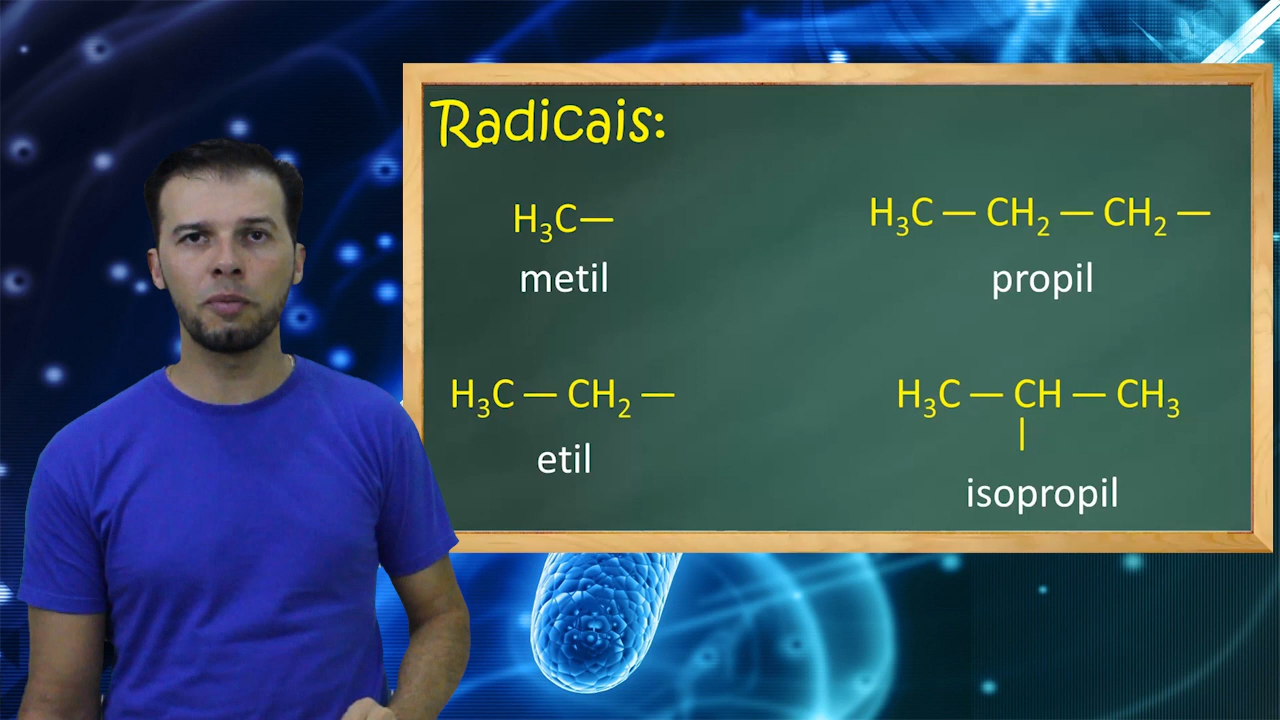 Radicais:
H₃C—
metil
H₃C — CH₂ — CH₂ —
propil
H₃C — CH₂ —
etil
H₃C — CH — CH₃
|
isopropil